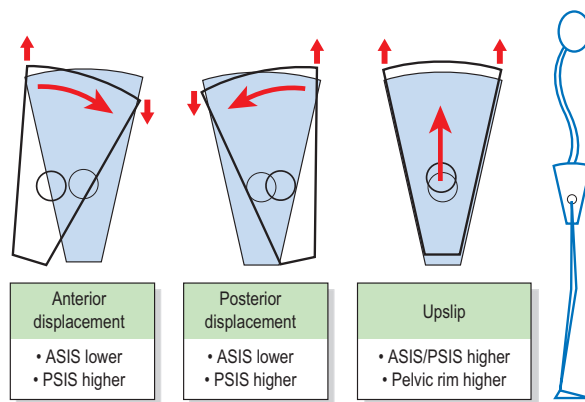 Anterior
displacement
• ASIS lower
• PSIS higher
Posterior
displacement
• ASIS lower
• PSIS higher
Upslip
• ASIS/PSIS higher
• Pelvic rim higher